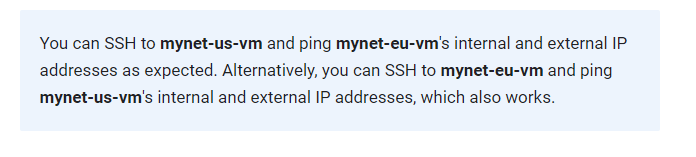 You can SSH to mynet-us-vm and ping mynet-eu-vm's internal and external IP
addresses as expected. Alternatively, you can SSH to mynet-eu-vm and ping
mynet-us-vm's internal and external IP addresses, which also works.